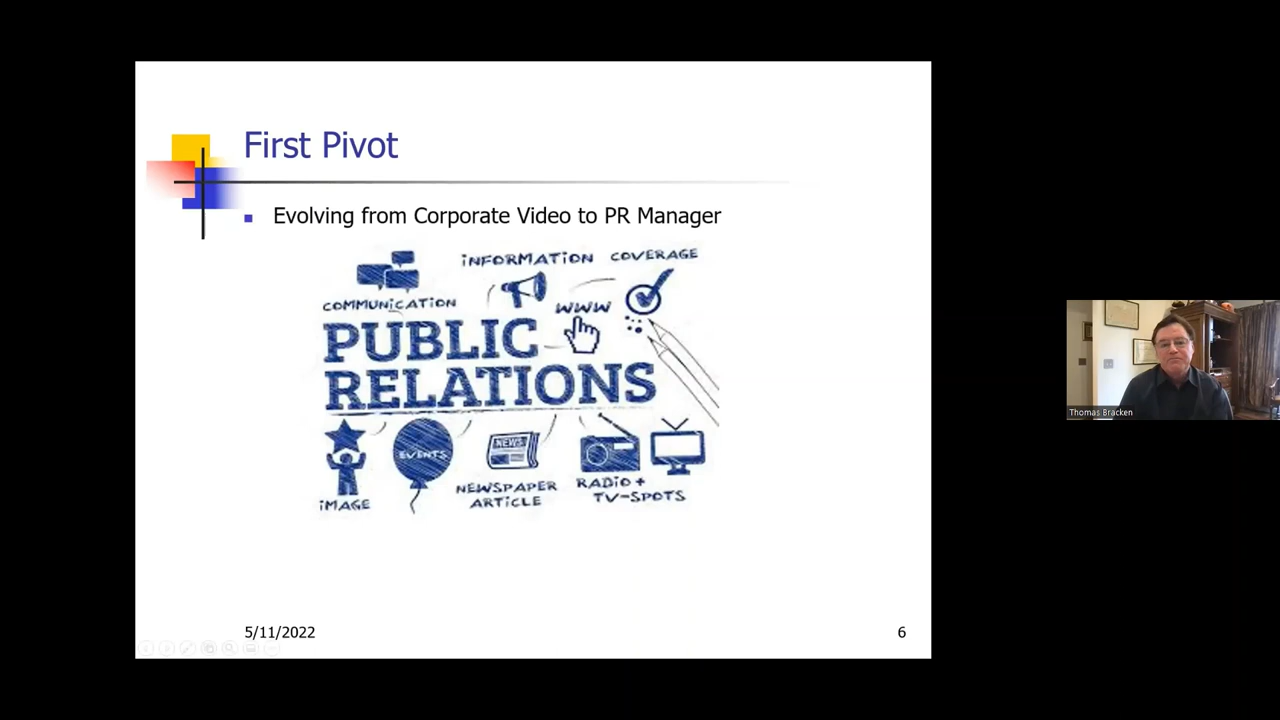 First Pivot
Evolving from Corporate Video to PR Manager
INFORMATION
COVERAGE
COMMUNICATION
WWW
PUBLIC
RELATIONS
EVENTS
NEWS
IMAGE
NEWSPAPER
ARTICLE
RADIO +
TV-SPOTS
5/11/2022
6
Thomas Bracken